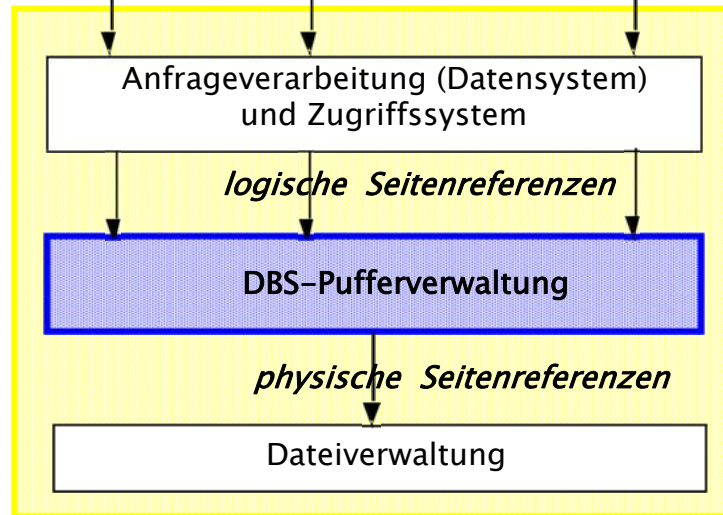 Anfrageverarbeitung (Datensystem)
und Zugriffssystem
logische Seitenreferenzen
DBS-Pufferverwaltung
physische Seitenreferenzen
Dateiverwaltung